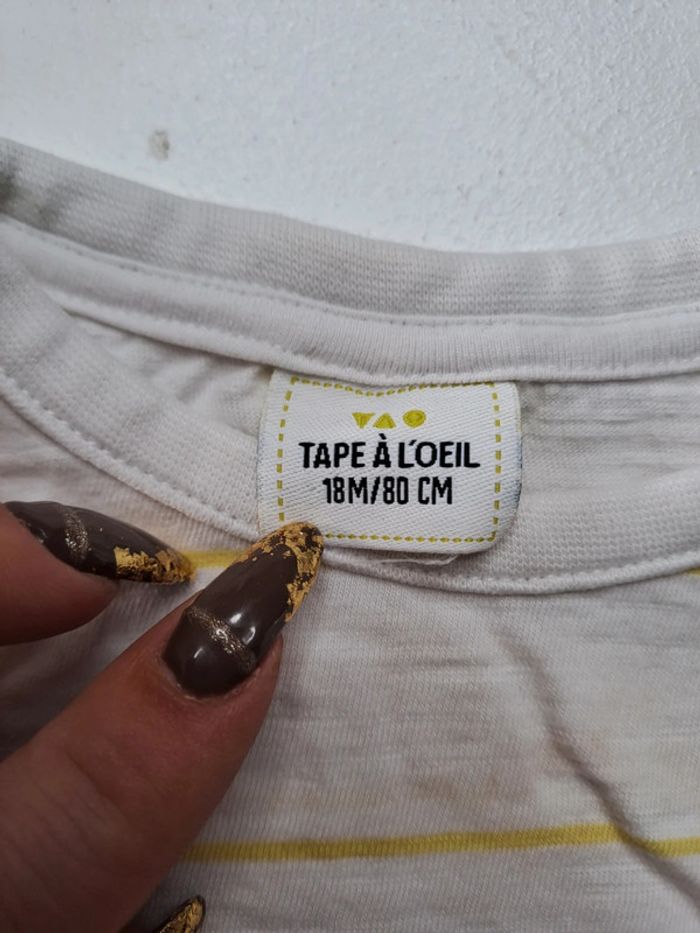 TAPE À L'OEIL
18M/80 CM